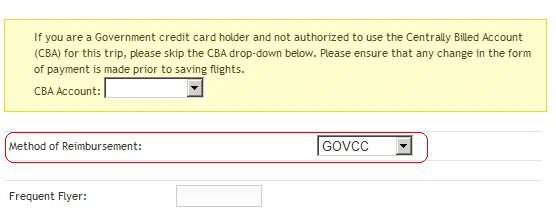 If you are a Government credit card holder and not authorized to use the Centrally Billed Account
(CBA) for this trip, please skip the CBA drop-down below. Please ensure that any change in the form
of payment is made prior to saving flights.
CBA Account:
Method of Reimbursement: GOVCC
Frequent Flyer: